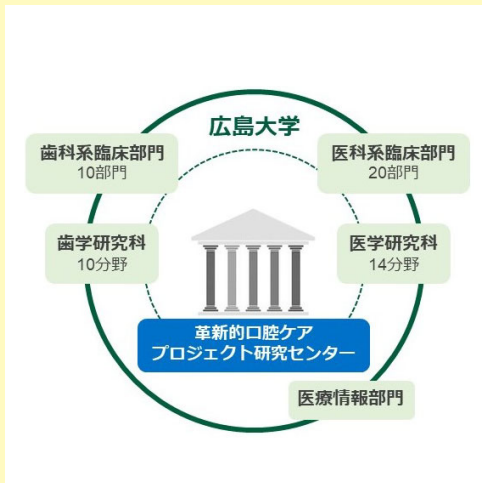 広島大学
歯科系臨床部門
10部門
医科系臨床部門
20部門
歯学研究科
10分野
医学研究科
14分野
革新的口腔ケア
プロジェクト研究センター
医療情報部門